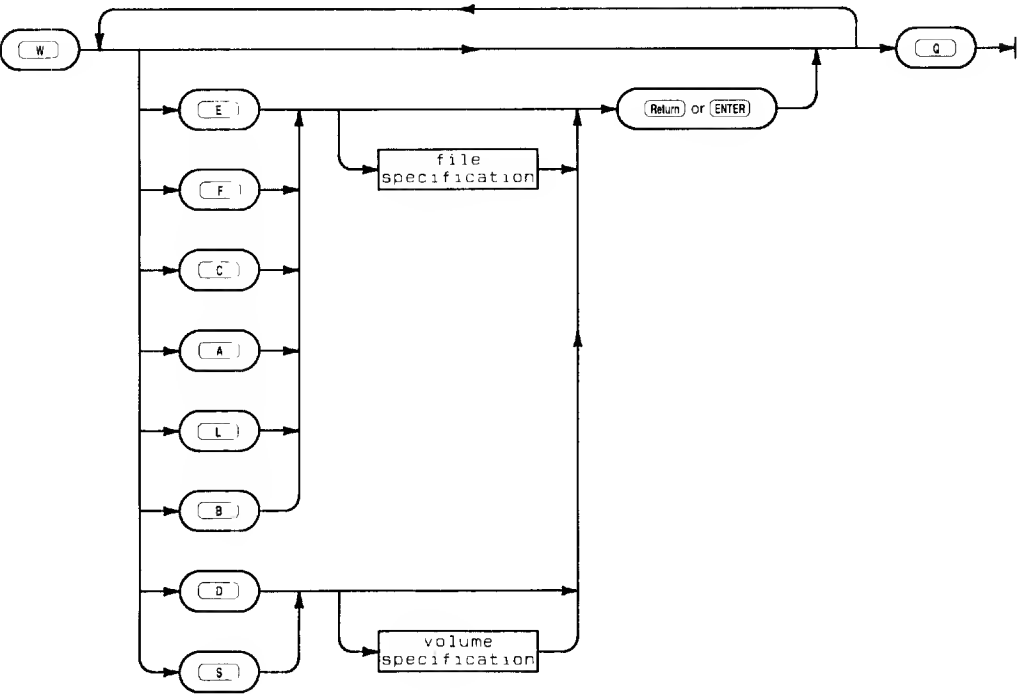 W
Q
E
Return or ENTER
file
specification
F
C
A
L
B
D
volume
specification
S